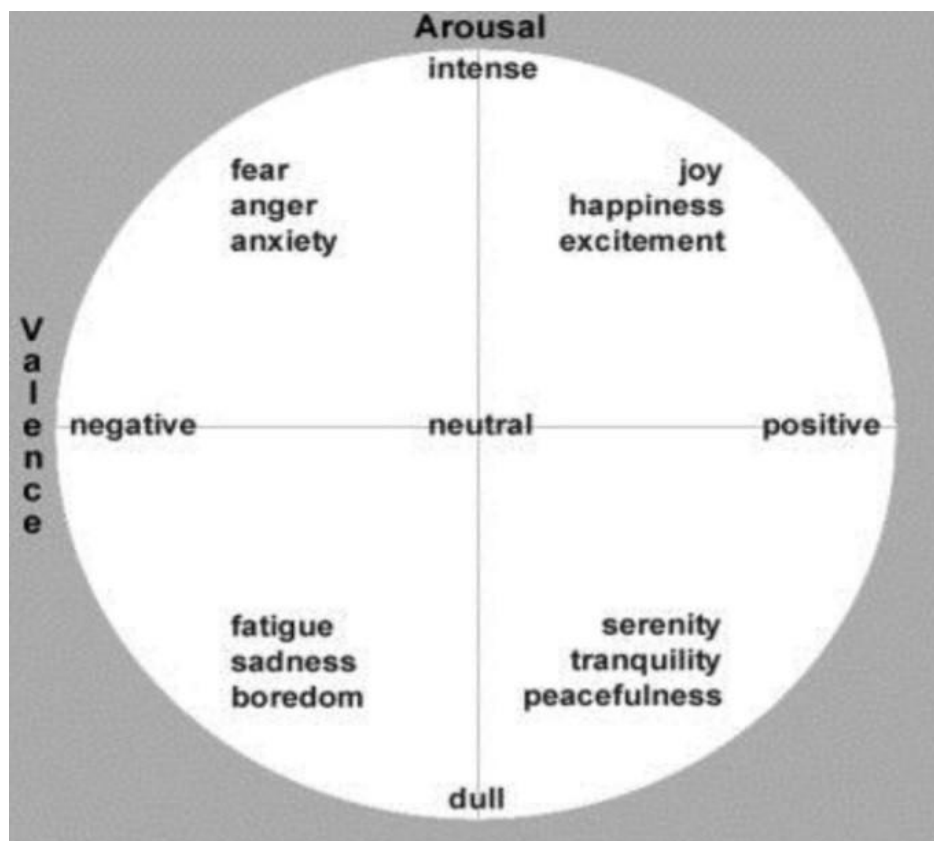 Arousal
intense
fear
anger
anxiety
joy
happiness
excitement
Valence
negative
neutral
positive
fatigue
sadness
boredom
serenity
tranquility
peacefulness
dull